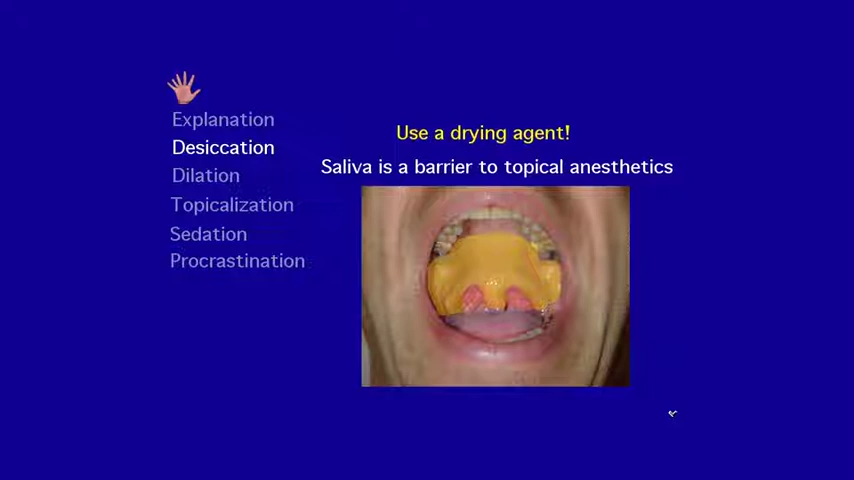 Explanation
Desiccation
Dilation
Topicalization
Sedation
Procrastination
Use a drying agent!
Saliva is a barrier to topical anesthetics